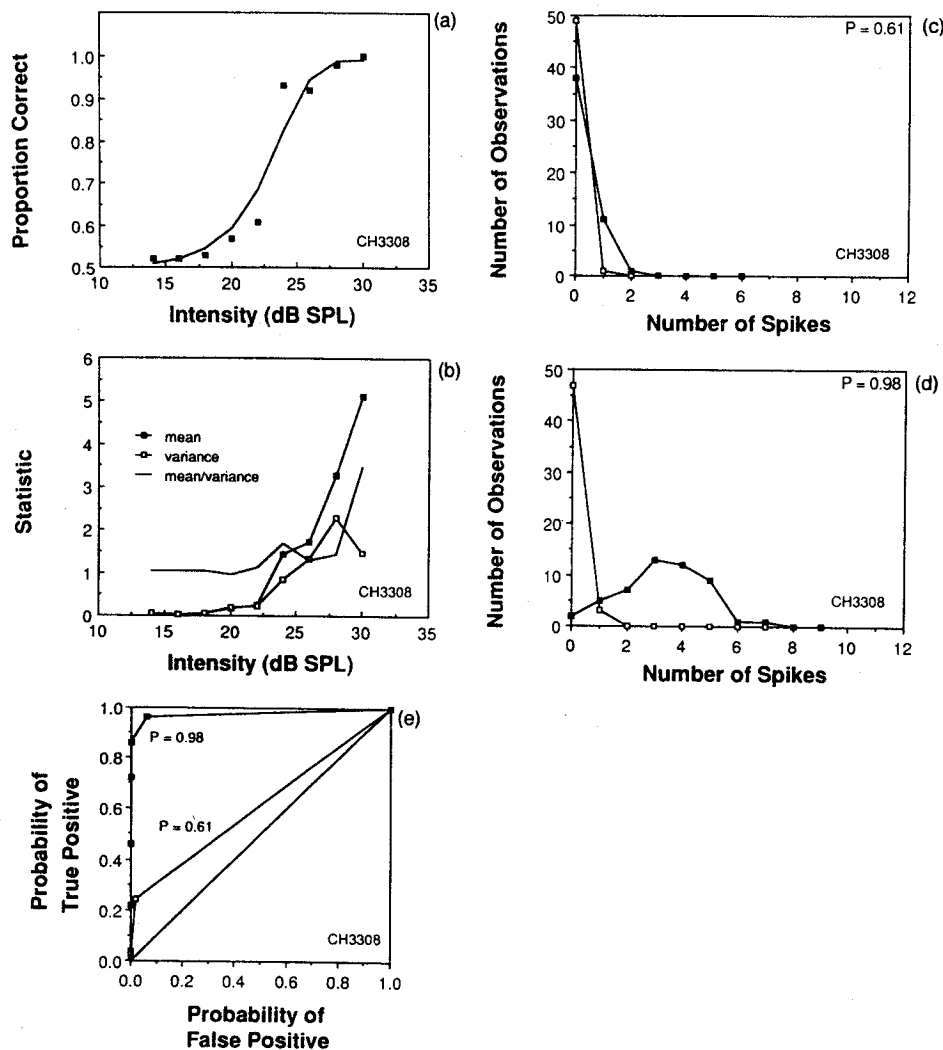 (a)
Proportion Correct
1.0
0.9
0.8
0.7
0.6
0.5
10 15 20 25 30 35
CH3308
Intensity (dB SPL)
(b)
Statistic
6
5
4
3
2
1
0
mean
variance
mean/variance
CH3308
10 15 20 25 30 35
Intensity (dB SPL)
(c)
P = 0.61
Number of Observations
50
40
30
20
10
0
CH3308
0 2 4 6 8 10 12
Number of Spikes
(d)
P = 0.98
Number of Observations
50
40
30
20
10
0
CH3308
0 2 4 6 8 10 12
Number of Spikes
(e)
Probability of
True Positive
1.0
0.8
0.6
0.4
0.2
0.0
P = 0.98
P = 0.61
CH3308
0.0 0.2 0.4 0.6 0.8 1.0
Probability of
False Positive